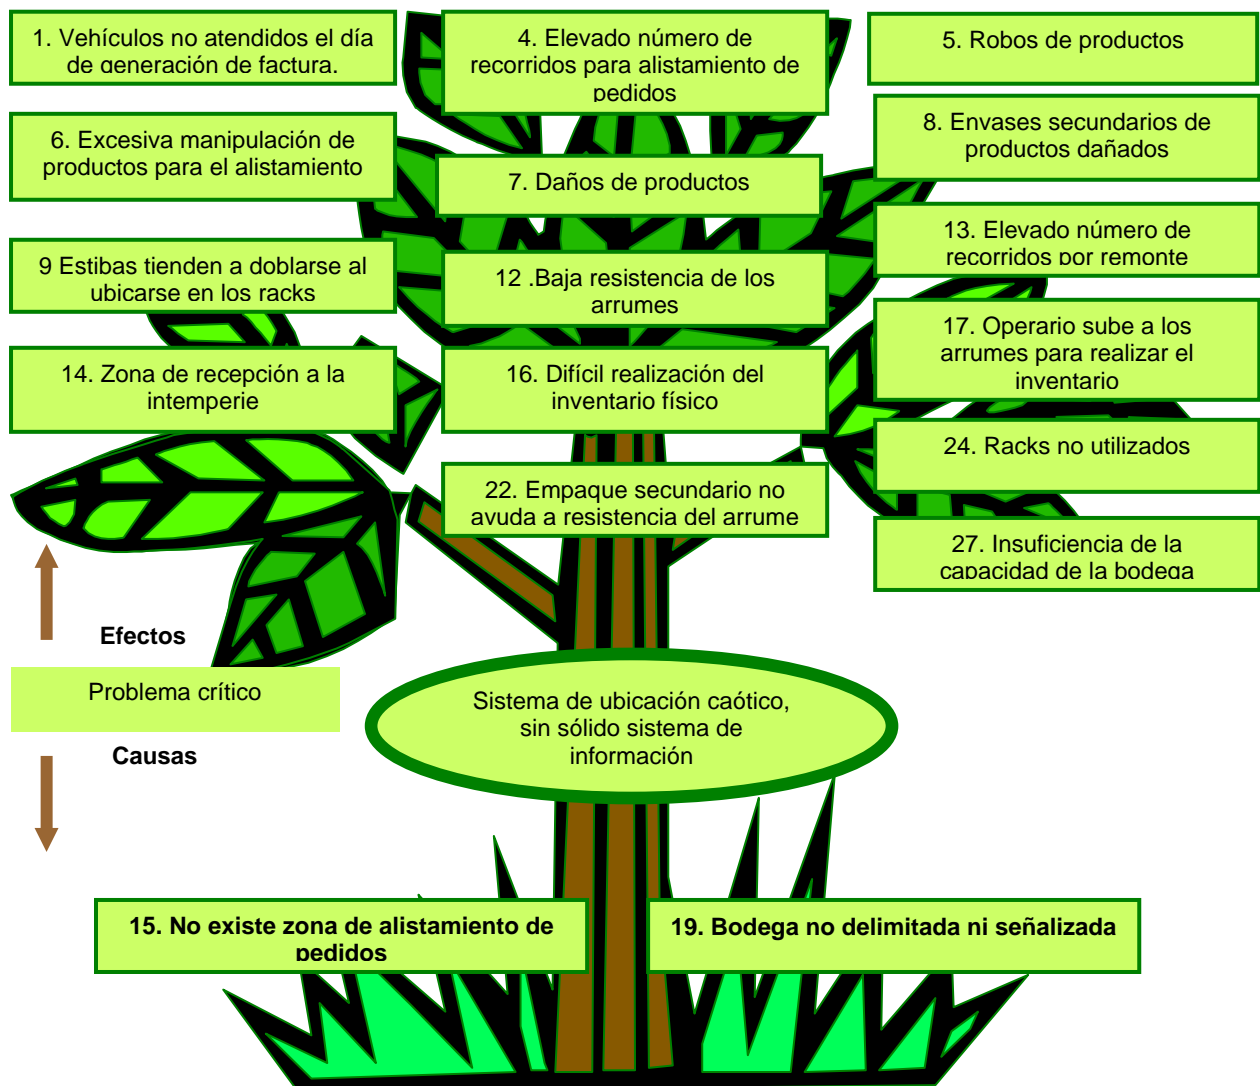 1. Vehículos no atendidos el día
de generación de factura.
4. Elevado número de
recorridos para alistamiento de
pedidos
5. Robos de productos
6. Excesiva manipulación de
productos para el alistamiento
7. Daños de productos
8. Envases secundarios de
productos dañados
9 Estibas tienden a doblarse al
ubicarse en los racks
12 .Baja resistencia de los
arrumes
13. Elevado número de
recorridos por remonte
14. Zona de recepción a la
intemperie
16. Difícil realización del
inventario físico
17. Operario sube a los
arrumes para realizar el
inventario
22. Empaque secundario no
ayuda a resistencia del arrume
24. Racks no utilizados
27. Insuficiencia de la
capacidad de la bodega
Efectos
Problema crítico
Causas
Sistema de ubicación caótico,
sin sólido sistema de
información
15. No existe zona de alistamiento de
pedidos
19. Bodega no delimitada ni señalizada